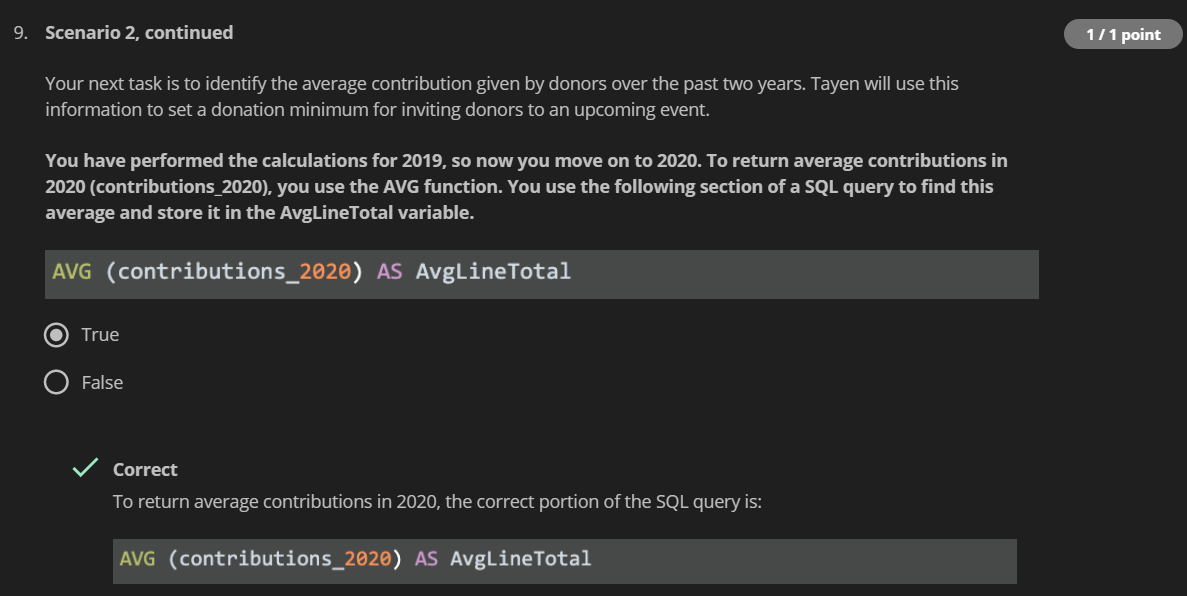 9. Scenario 2, continued
1 / 1 point
Your next task is to identify the average contribution given by donors over the past two years. Tayen will use this
information to set a donation minimum for inviting donors to an upcoming event.
You have performed the calculations for 2019, so now you move on to 2020. To return average contributions in
2020 (contributions_2020), you use the AVG function. You use the following section of a SQL query to find this
average and store it in the AvgLineTotal variable.
AVG (contributions_2020) AS AvgLineTotal
True
False
Correct
To return average contributions in 2020, the correct portion of the SQL query is:
AVG (contributions_2020) AS AvgLineTotal